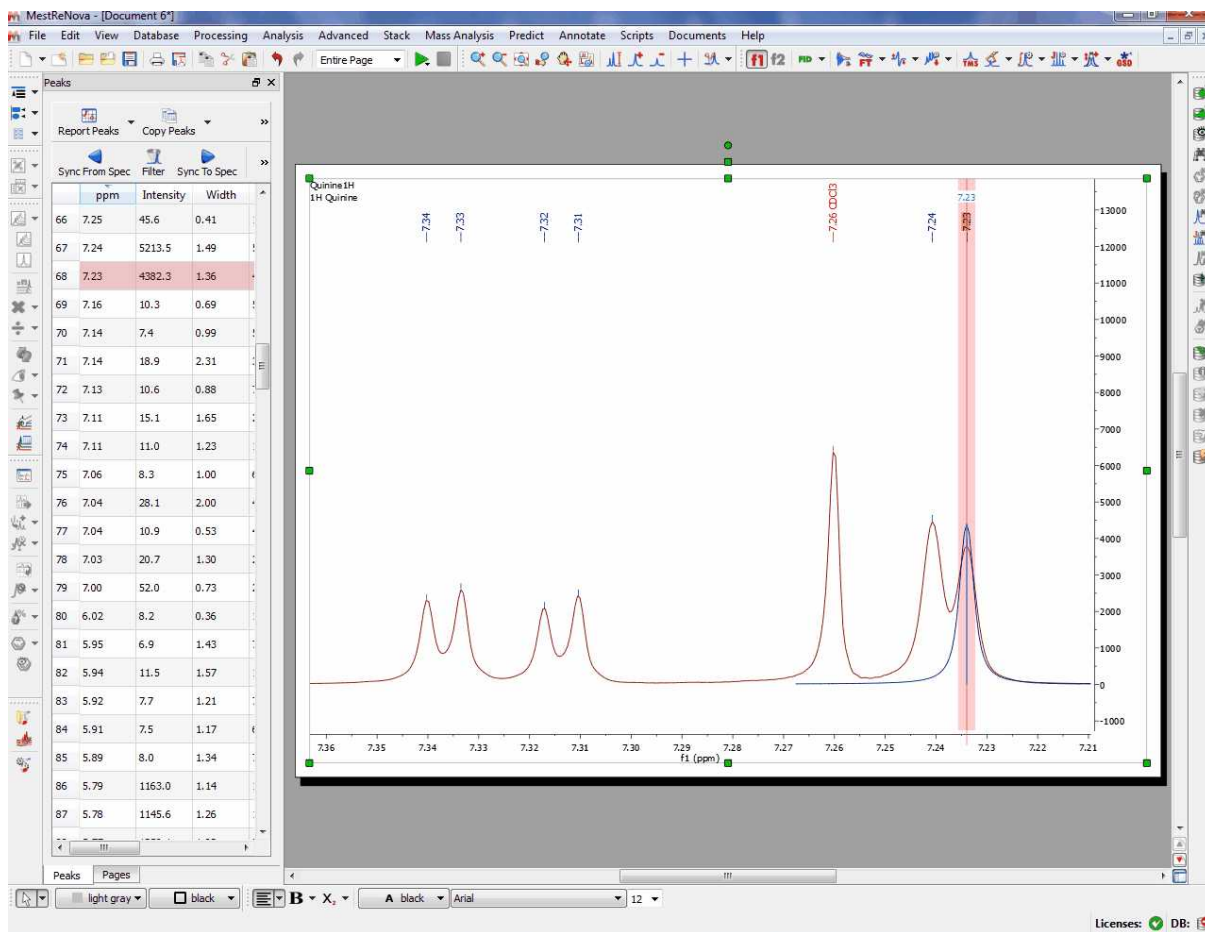 MestReNova - [Document 6*]
File Edit View Database Processing Analysis Advanced Stack Mass Analysis Predict Annotate Scripts Documents Help
Entire Page f1 f2 FID FT TMS GSD
Peaks
Report Peaks Copy Peaks
Sync From Spec Filter Sync To Spec
ppm Intensity Width
66 7.25 45.6 0.41
67 7.24 5213.5 1.49
68 7.23 4382.3 1.36
69 7.16 10.3 0.69
70 7.14 7.4 0.99
71 7.14 18.9 2.31
72 7.13 10.6 0.88
73 7.11 15.1 1.65
74 7.11 11.0 1.23
75 7.06 8.3 1.00
76 7.04 28.1 2.00
77 7.04 10.9 0.53
78 7.03 20.7 1.30
79 7.00 52.0 0.73
80 6.02 8.2 0.36
81 5.95 6.9 1.43
82 5.94 11.5 1.57
83 5.92 7.7 1.21
84 5.91 7.5 1.17
85 5.89 8.0 1.34
86 5.79 1163.0 1.14
87 5.78 1145.6 1.26
Peaks Pages
Quinine1H
1H Quinine
7.34 7.33 7.32 7.31 7.26 CDCl3 7.24 7.23
7.23
13000
12000
11000
10000
9000
8000
7000
6000
5000
4000
3000
2000
1000
0
-1000
7.36 7.35 7.34 7.33 7.32 7.31 7.30 7.29 7.28 7.27 7.26 7.25 7.24 7.23 7.22 7.21
f1 (ppm)
light gray black B X₂ A black Arial 12
Licenses: DB: